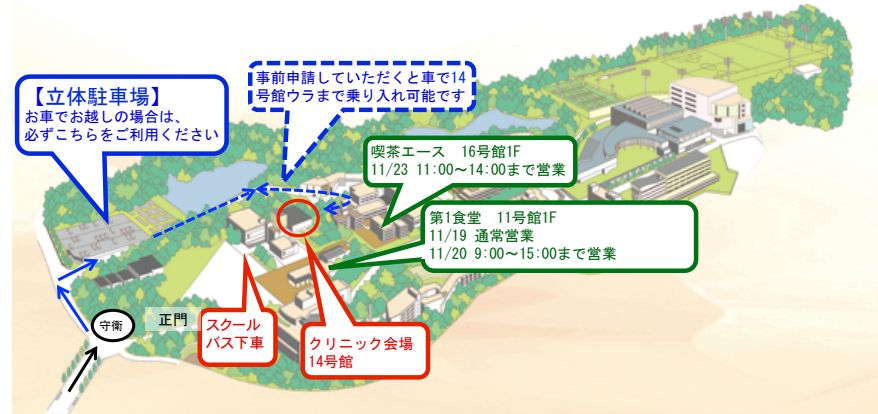 事前申請していただくと車で14
号館ウラまで乗り入れ可能です
【立体駐車場】
お車でお越しの場合は、
必ずこちらをご利用ください
喫茶エース　16号館1F
11/23 11:00～14:00まで営業
第1食堂　11号館1F
11/19 通常営業
11/20 9:00～15:00まで営業
守衛
正門
スクール
バス下車
クリニック会場
14号館